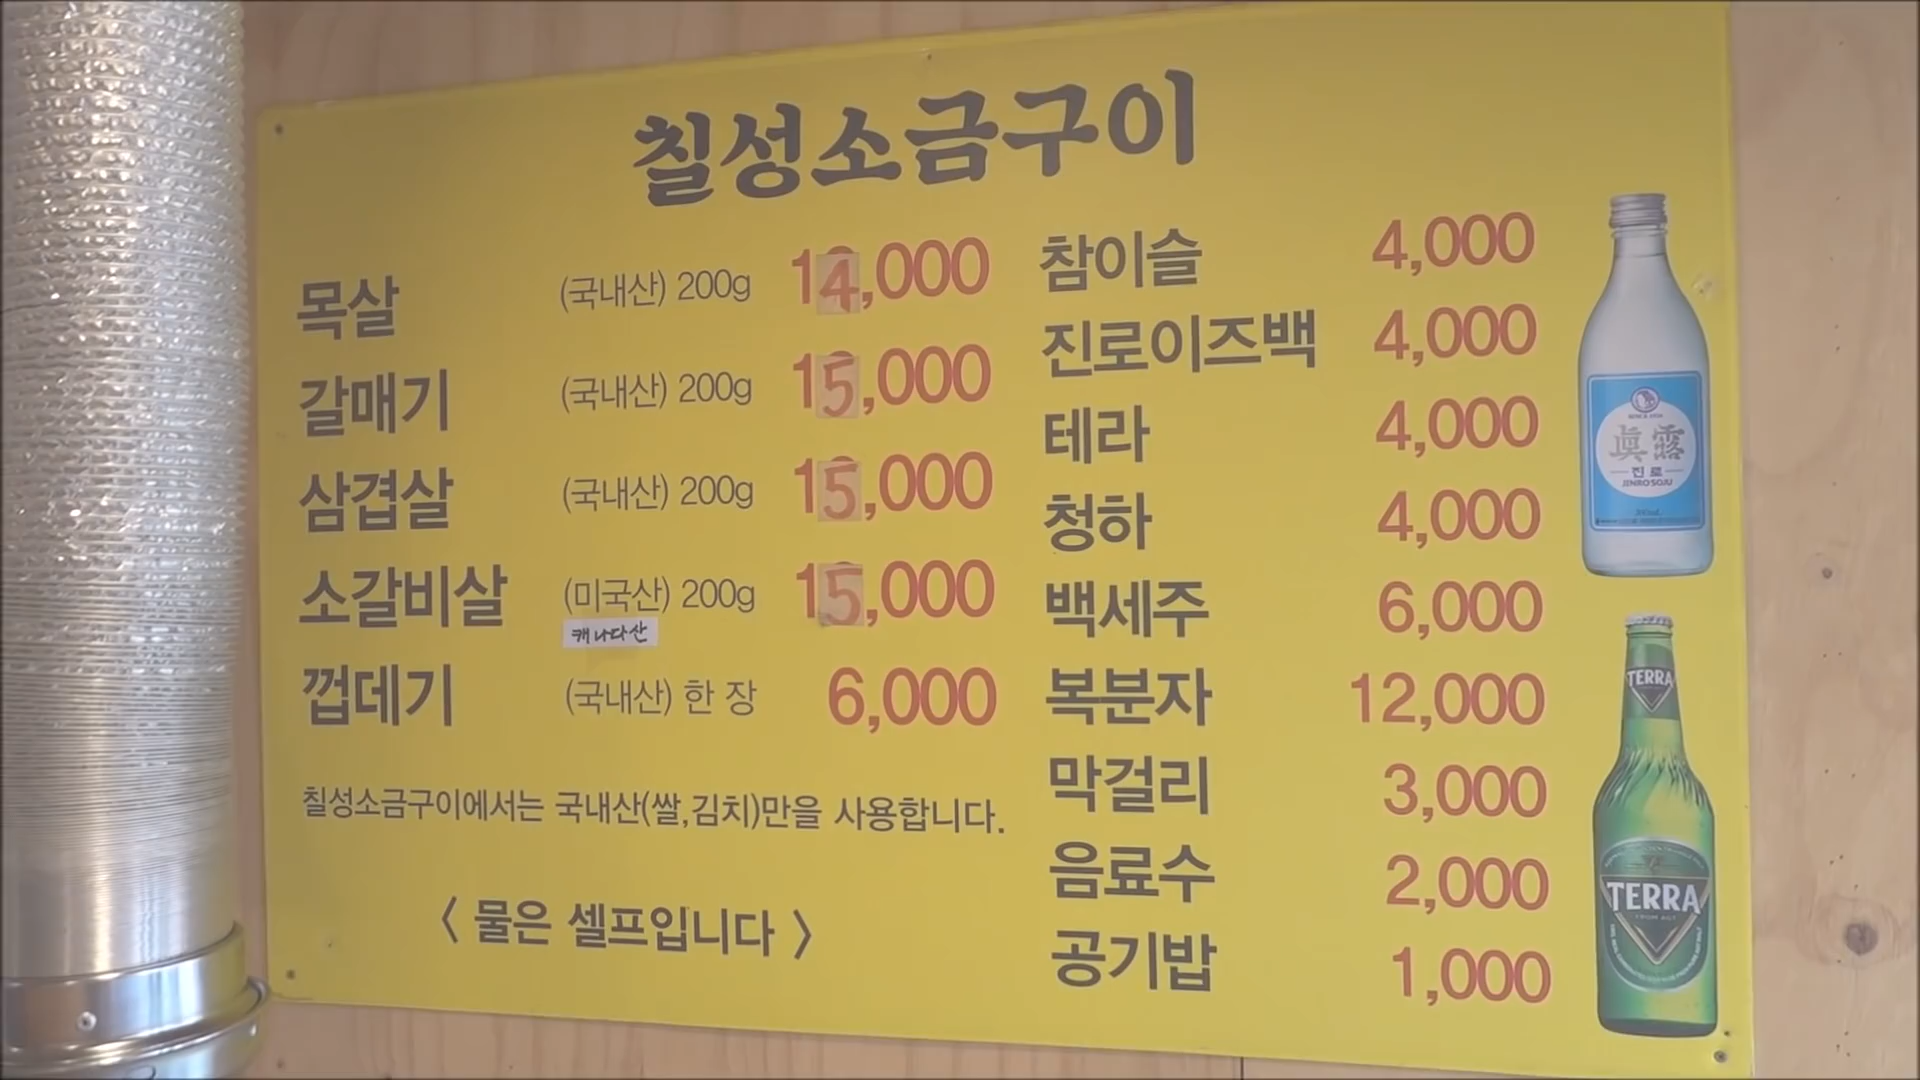 칠성소금구이
목살 (국내산) 200g 14,000
갈매기 (국내산) 200g 15,000
삼겹살 (국내산) 200g 15,000
소갈비살 (미국산) 200g 15,000
캐나다산
껍데기 (국내산) 한 장 6,000
칠성소금구이에서는 국내산(쌀,김치)만을 사용합니다.
〈 물은 셀프입니다 〉
참이슬 4,000
진로이즈백 4,000
테라 4,000
청하 4,000
백세주 6,000
복분자 12,000
막걸리 3,000
음료수 2,000
공기밥 1,000
眞露
진로
JINRO SOJU
TERRA
TERRA